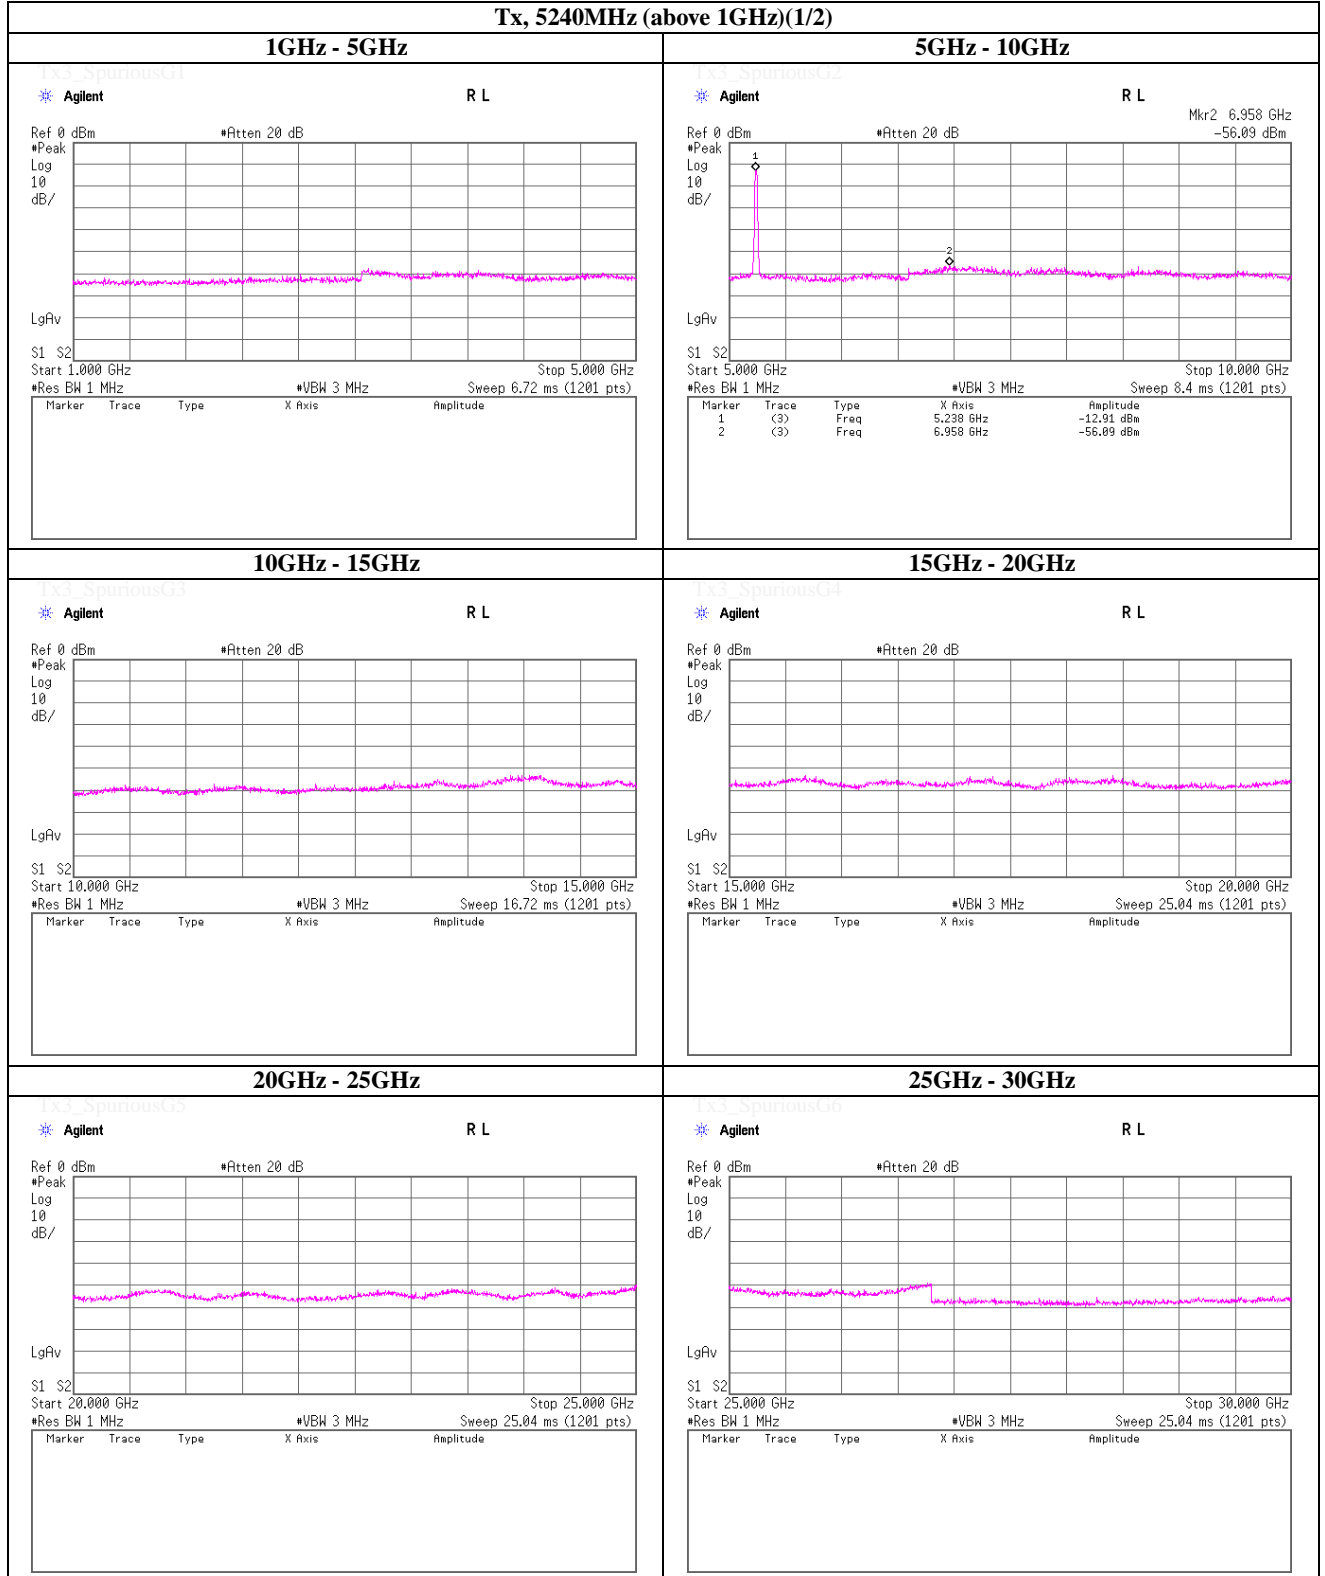 Tx, 5240MHz (above 1GHz)(1/2)
1GHz - 5GHz
Tx3_SpuriousG1
Agilent R L
Ref 0 dBm #Atten 20 dB
#Peak
Log
10
dB/
LgAv
S1 S2
Start 1.000 GHz Stop 5.000 GHz
#Res BW 1 MHz #VBW 3 MHz Sweep 6.72 ms (1201 pts)
Marker Trace Type X Axis Amplitude
5GHz - 10GHz
Tx3_SpuriousG2
Agilent R L
Mkr2 6.958 GHz
Ref 0 dBm #Atten 20 dB -56.09 dBm
#Peak
Log
10
dB/
1
2
LgAv
S1 S2
Start 5.000 GHz Stop 10.000 GHz
#Res BW 1 MHz #VBW 3 MHz Sweep 8.4 ms (1201 pts)
Marker Trace Type X Axis Amplitude
1 (3) Freq 5.238 GHz -12.91 dBm
2 (3) Freq 6.958 GHz -56.09 dBm
10GHz - 15GHz
Tx3_SpuriousG3
Agilent R L
Ref 0 dBm #Atten 20 dB
#Peak
Log
10
dB/
LgAv
S1 S2
Start 10.000 GHz Stop 15.000 GHz
#Res BW 1 MHz #VBW 3 MHz Sweep 16.72 ms (1201 pts)
Marker Trace Type X Axis Amplitude
15GHz - 20GHz
Tx3_SpuriousG4
Agilent R L
Ref 0 dBm #Atten 20 dB
#Peak
Log
10
dB/
LgAv
S1 S2
Start 15.000 GHz Stop 20.000 GHz
#Res BW 1 MHz #VBW 3 MHz Sweep 25.04 ms (1201 pts)
Marker Trace Type X Axis Amplitude
20GHz - 25GHz
Tx3_SpuriousG5
Agilent R L
Ref 0 dBm #Atten 20 dB
#Peak
Log
10
dB/
LgAv
S1 S2
Start 20.000 GHz Stop 25.000 GHz
#Res BW 1 MHz #VBW 3 MHz Sweep 25.04 ms (1201 pts)
Marker Trace Type X Axis Amplitude
25GHz - 30GHz
Tx3_SpuriousG6
Agilent R L
Ref 0 dBm #Atten 20 dB
#Peak
Log
10
dB/
LgAv
S1 S2
Start 25.000 GHz Stop 30.000 GHz
#Res BW 1 MHz #VBW 3 MHz Sweep 25.04 ms (1201 pts)
Marker Trace Type X Axis Amplitude